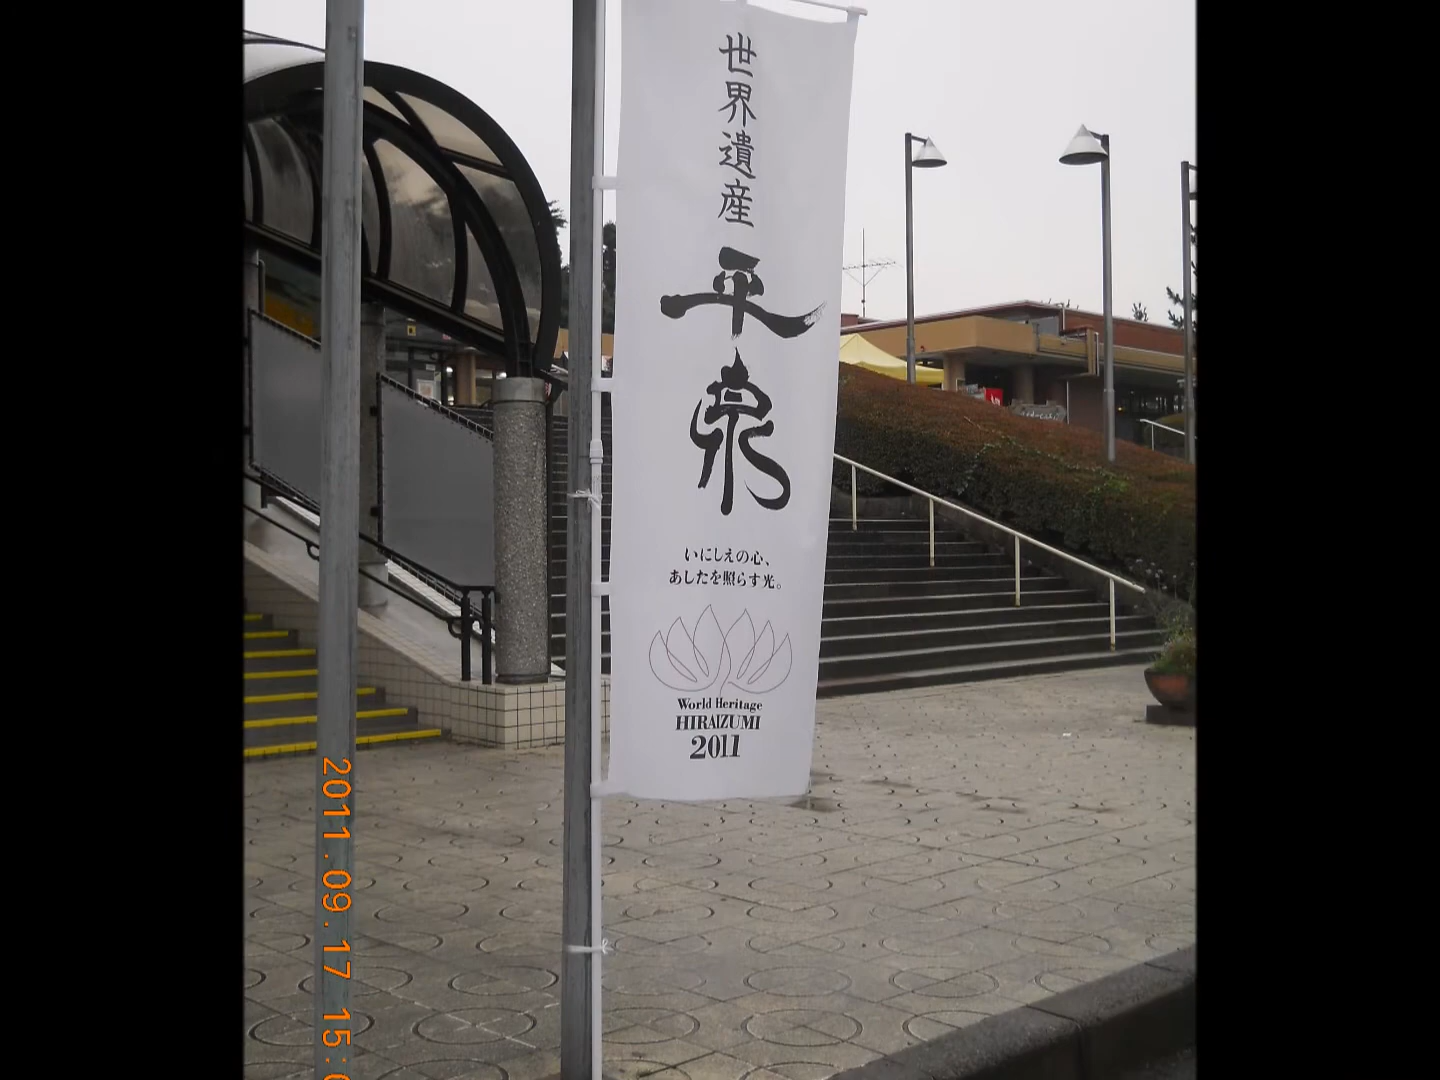 世界遺産
平泉
いにしえの心、
あしたを照らす光。
World Heritage
HIRAIZUMI
2011
2011.09.17 15:0